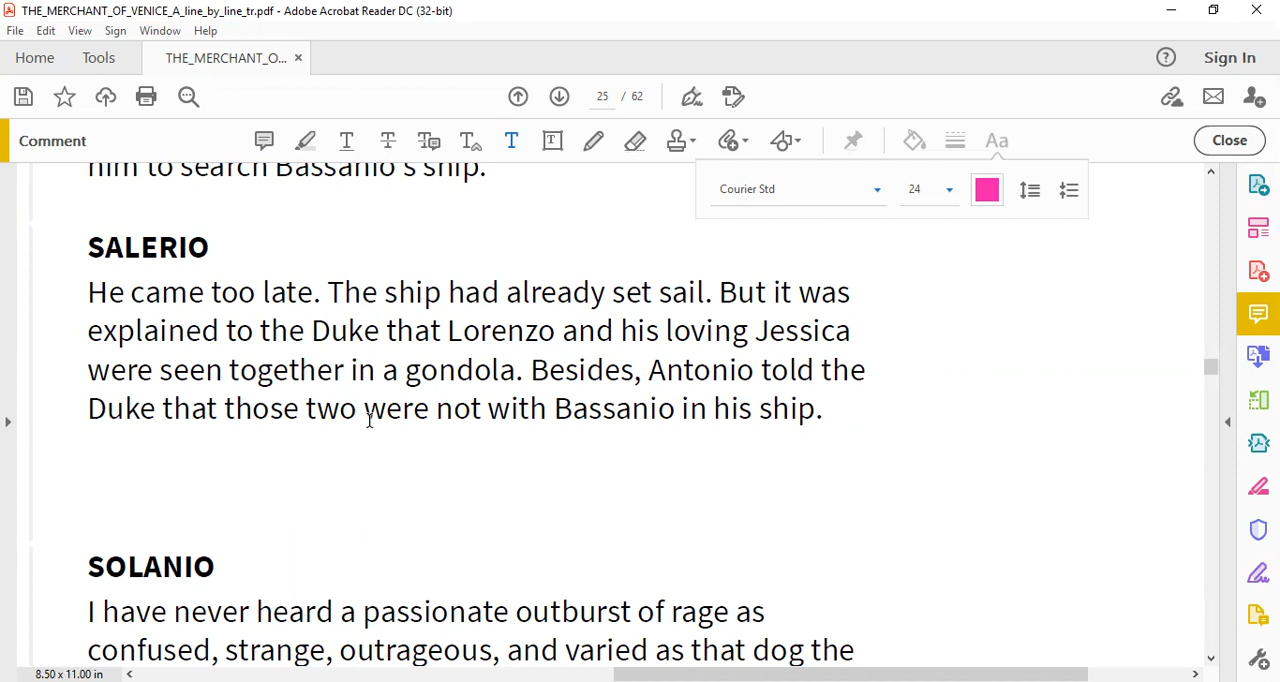 THE_MERCHANT_OF_VENICE_A_line_by_line_tr.pdf - Adobe Acrobat Reader DC (32-bit)
File Edit View Sign Window Help
Home Tools THE_MERCHANT_O... × Sign In
25 / 62
Comment Close
him to search Bassanio's ship.
Courier Std 24
SALERIO
He came too late. The ship had already set sail. But it was
explained to the Duke that Lorenzo and his loving Jessica
were seen together in a gondola. Besides, Antonio told the
Duke that those two were not with Bassanio in his ship.
SOLANIO
I have never heard a passionate outburst of rage as
confused, strange, outrageous, and varied as that dog the
8.50 x 11.00 in